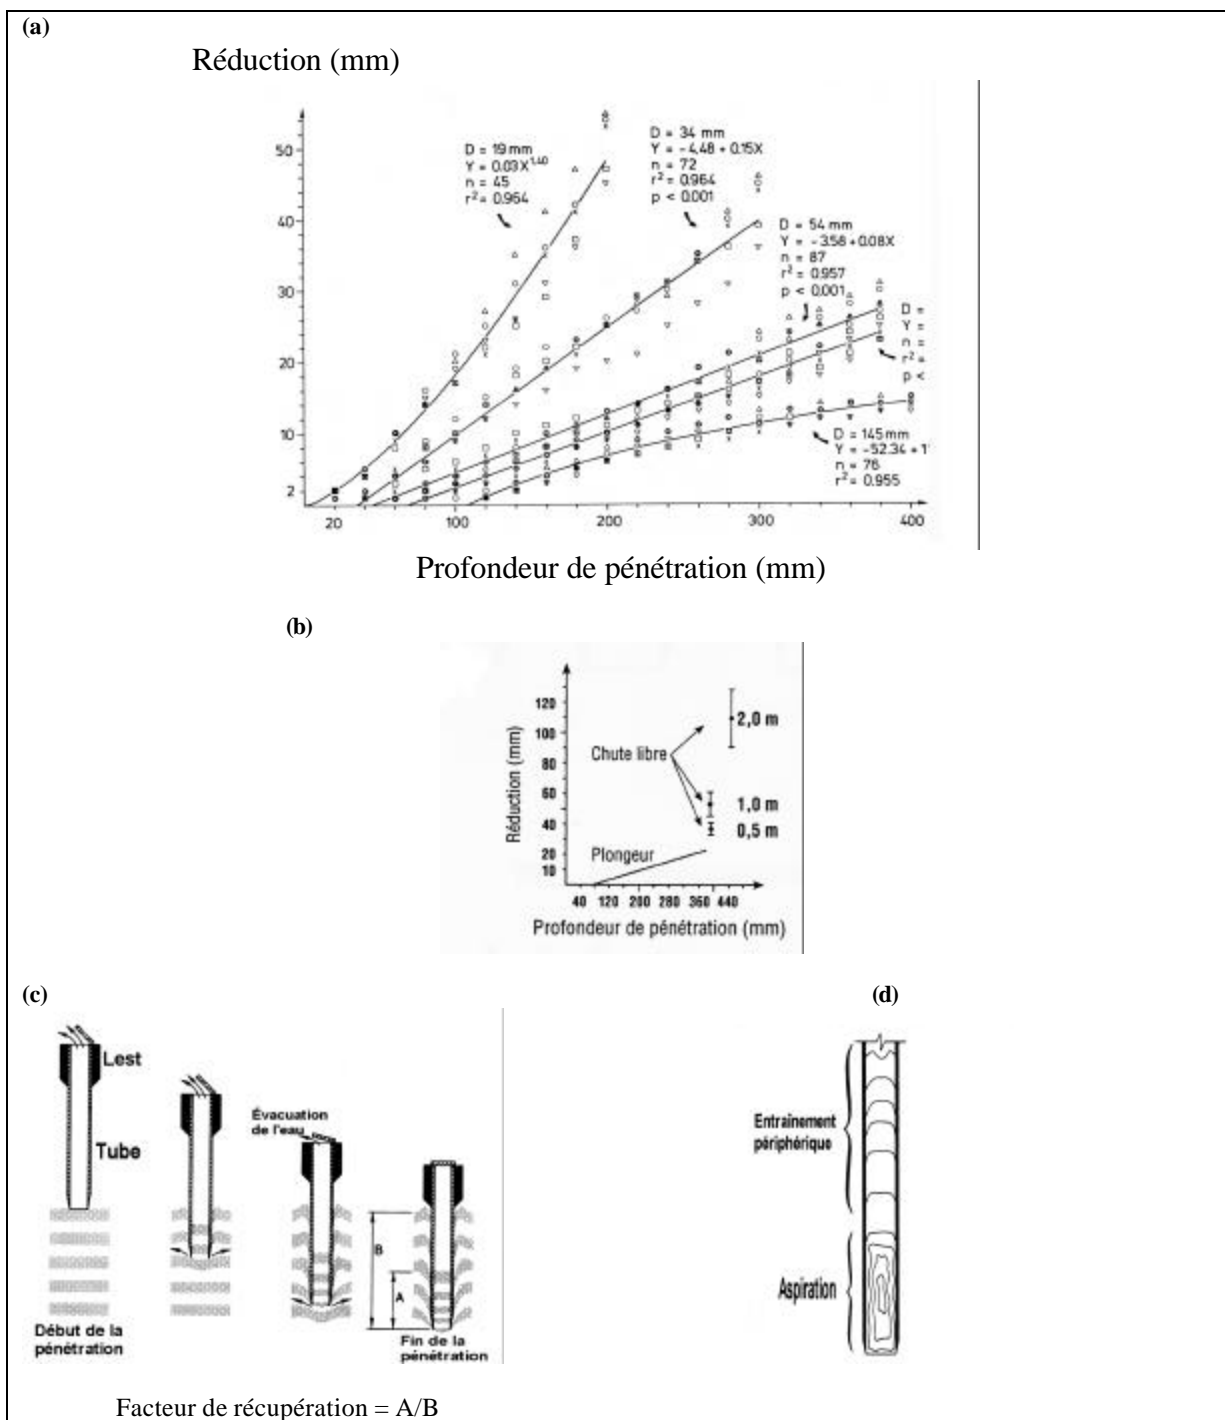 (a)
Réduction (mm)
50
40
30
20
10
2
D = 19 mm
Y = 0.03X^1,40
n = 45
r² = 0.964
D = 34 mm
Y = -4.48 + 0.15X
n = 72
r² = 0.964
p < 0.001
D = 54 mm
Y = -3.58 + 0.08X
n = 87
r² = 0.957
p < 0.001
D =
Y =
n =
r² =
p <
D = 145 mm
Y = -52.34 + 1
n = 76
r² = 0.955
20 100 200 300 400
Profondeur de pénétration (mm)
(b)
Réduction (mm)
120
100
80
60
40
20
10
Chute libre
2,0 m
1,0 m
0,5 m
Plongeur
40 120 200 280 360 440
Profondeur de pénétration (mm)
(c)
Lest
Tube
Évacuation
de l'eau
B
A
Début de la
pénétration
Fin de la
pénétration
Facteur de récupération = A/B
(d)
Entraînement
périphérique
Aspiration